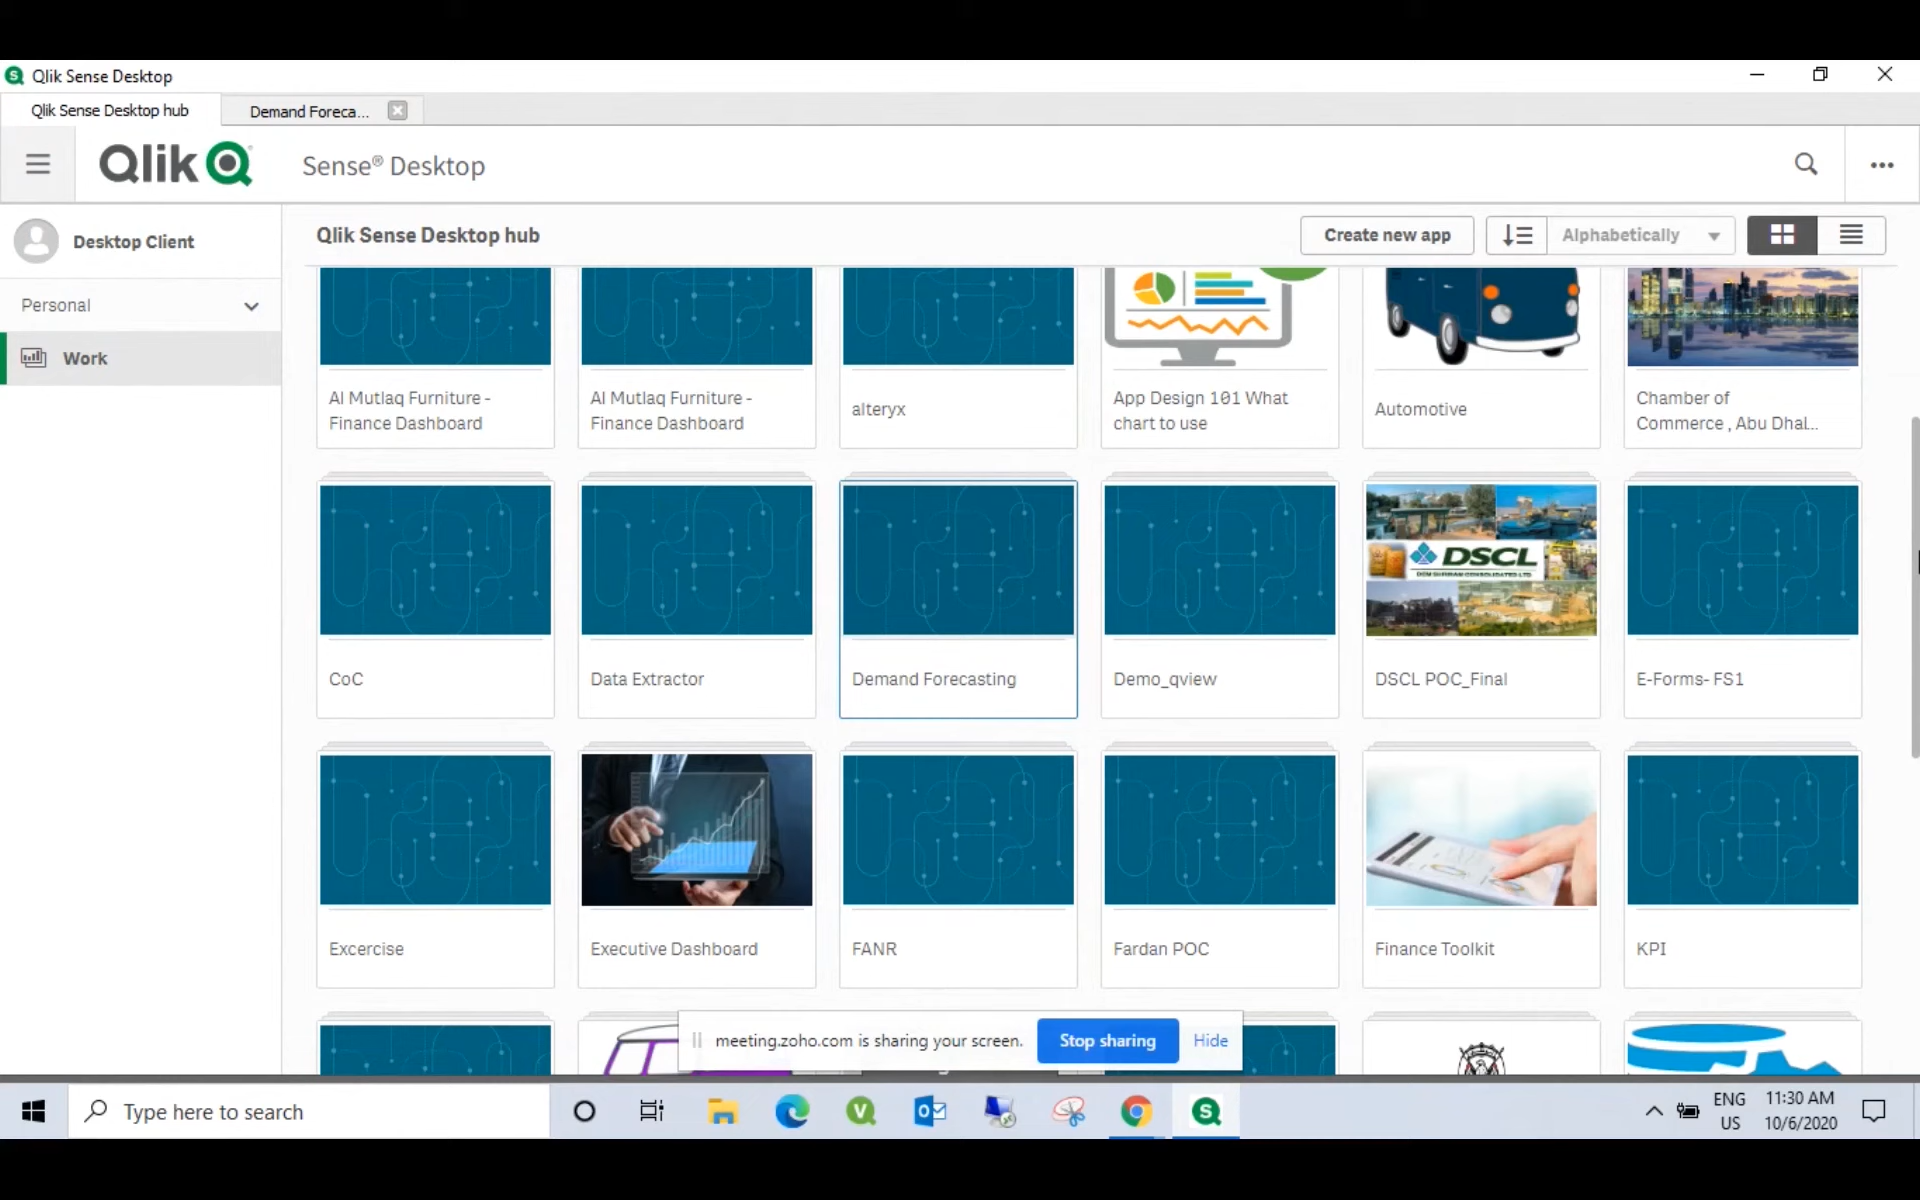 Qlik Sense Desktop
Qlik Sense Desktop hub
Demand Foreca...
Qlik
Sense® Desktop
Desktop Client
Qlik Sense Desktop hub
Create new app
Alphabetically
Personal
Work
Al Mutlaq Furniture -
Finance Dashboard
Al Mutlaq Furniture -
Finance Dashboard
alteryx
App Design 101 What
chart to use
Automotive
Chamber of
Commerce , Abu Dhal...
DSCL
CoC
Data Extractor
Demand Forecasting
Demo_qview
DSCL POC_Final
E-Forms- FS1
Excercise
Executive Dashboard
FANR
Fardan POC
Finance Toolkit
KPI
meeting.zoho.com is sharing your screen.
Stop sharing
Hide
Type here to search
ENG
US
11:30 AM
10/6/2020